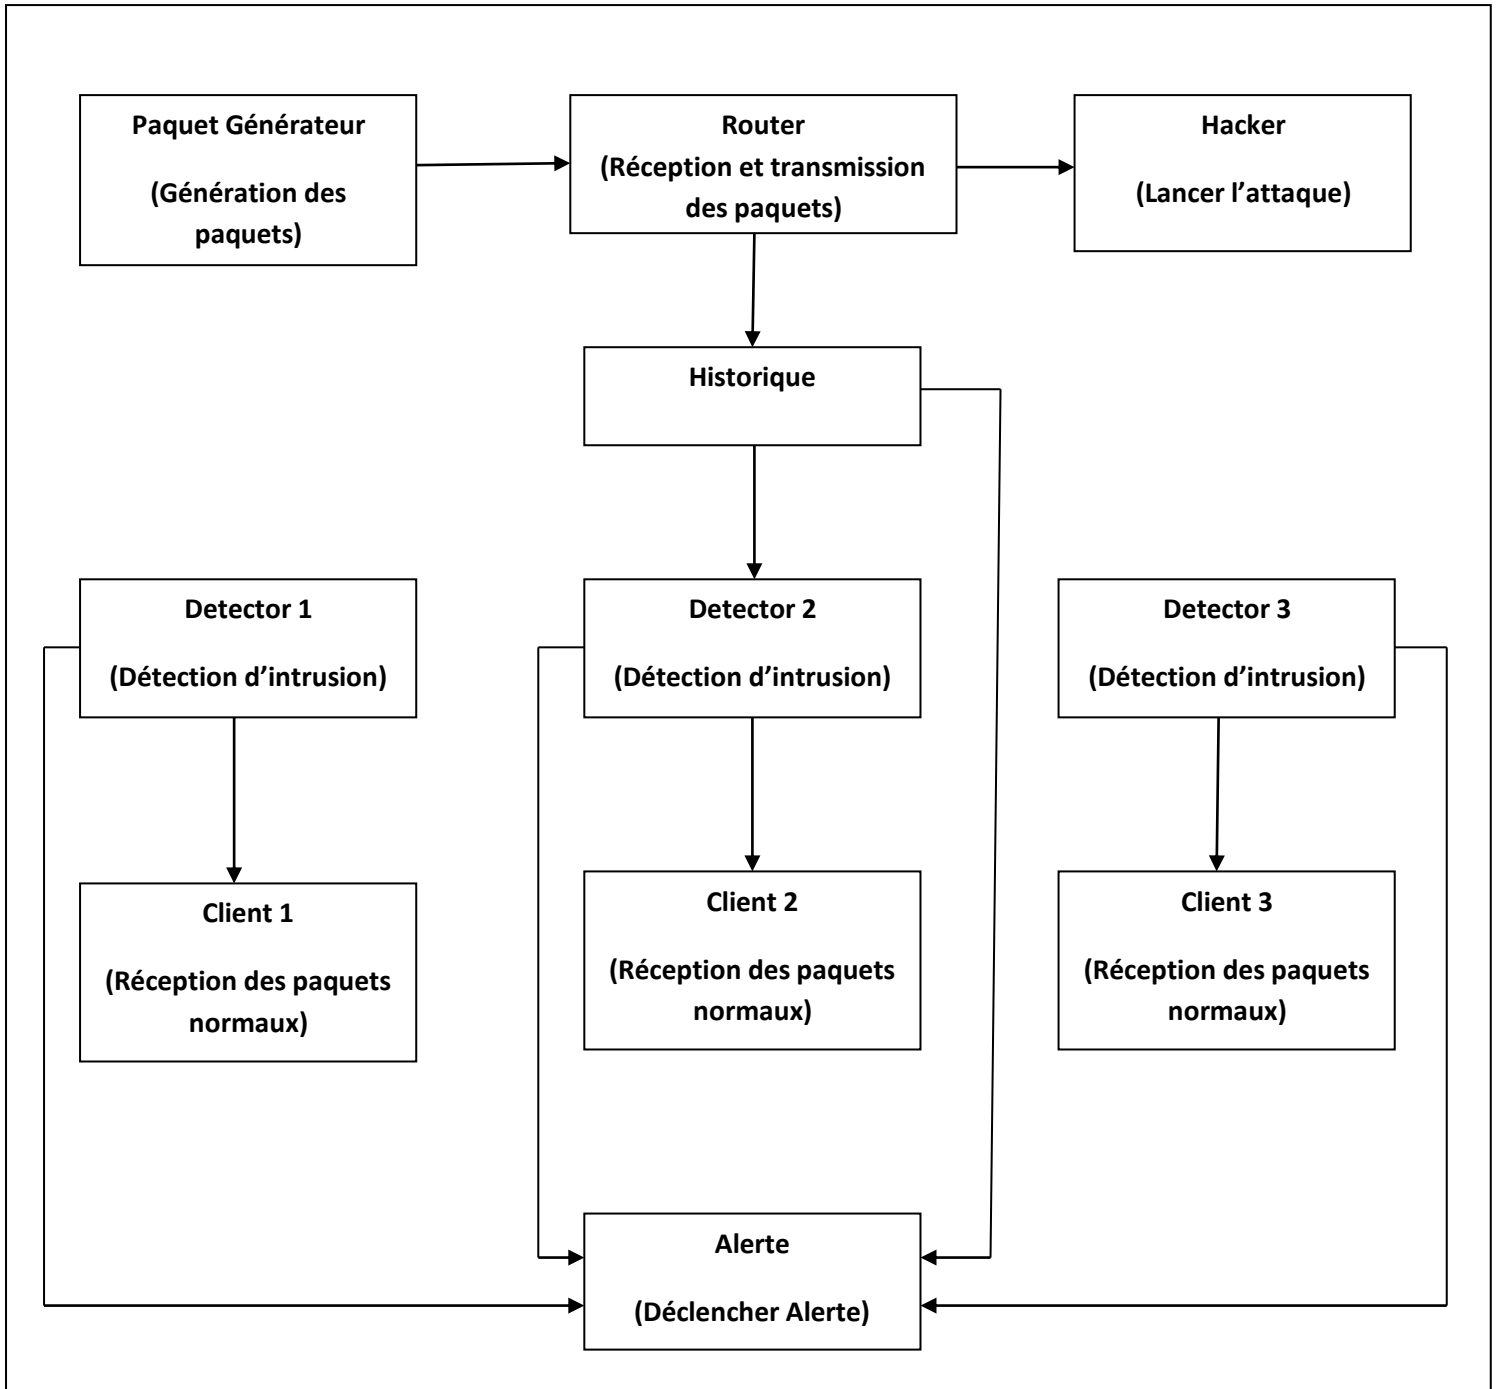 Paquet Générateur
(Génération des
paquets)
Router
(Réception et transmission
des paquets)
Hacker
(Lancer l’attaque)
Historique
Detector 1
(Détection d’intrusion)
Detector 2
(Détection d’intrusion)
Detector 3
(Détection d’intrusion)
Client 1
(Réception des paquets
normaux)
Client 2
(Réception des paquets
normaux)
Client 3
(Réception des paquets
normaux)
Alerte
(Déclencher Alerte)